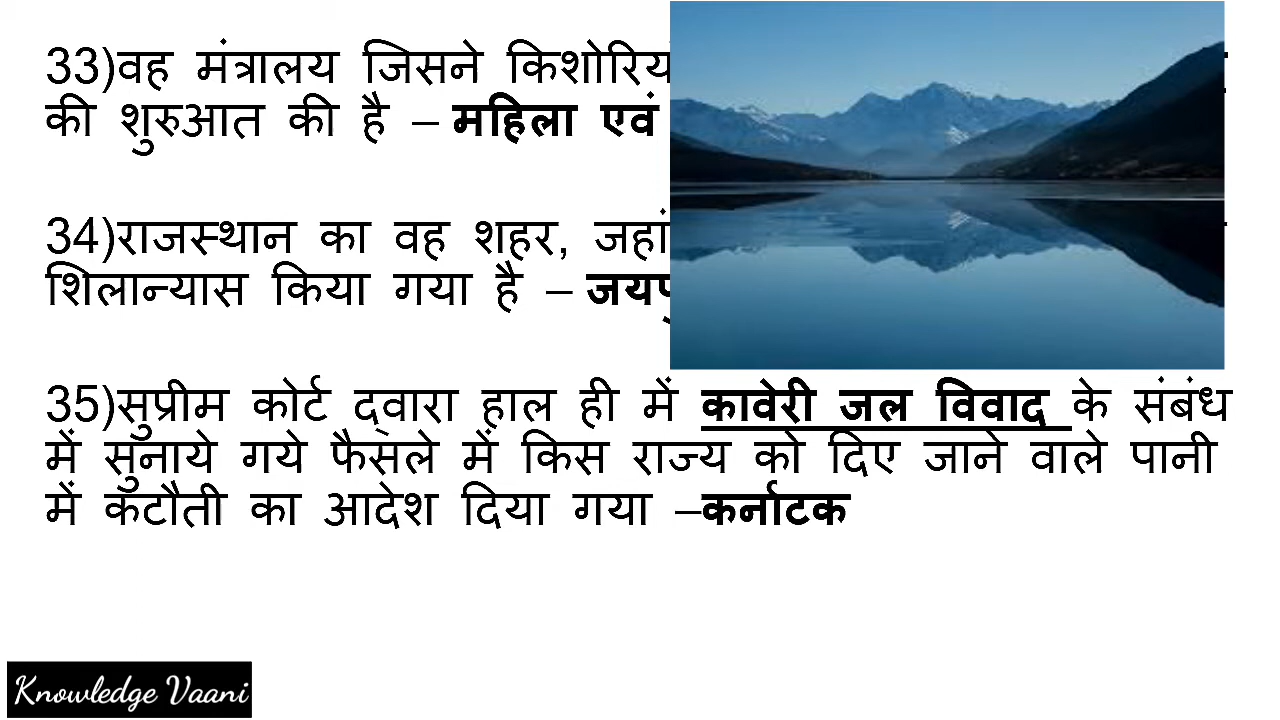 33)वह मंत्रालय जिसने
की शुरुआत की है – महिला एवं
34)राजस्थान का वह शहर, जहां
शिलान्यास किया गया है –
35)सुप्रीम कोर्ट द्वारा हाल ही में कावेरी जल विवाद के संबंध
में सुनाये गये फैसले में किस राज्य को दिए जाने वाले पानी
में कटौती का आदेश दिया गया –कर्नाटक
Knowledge Vaani